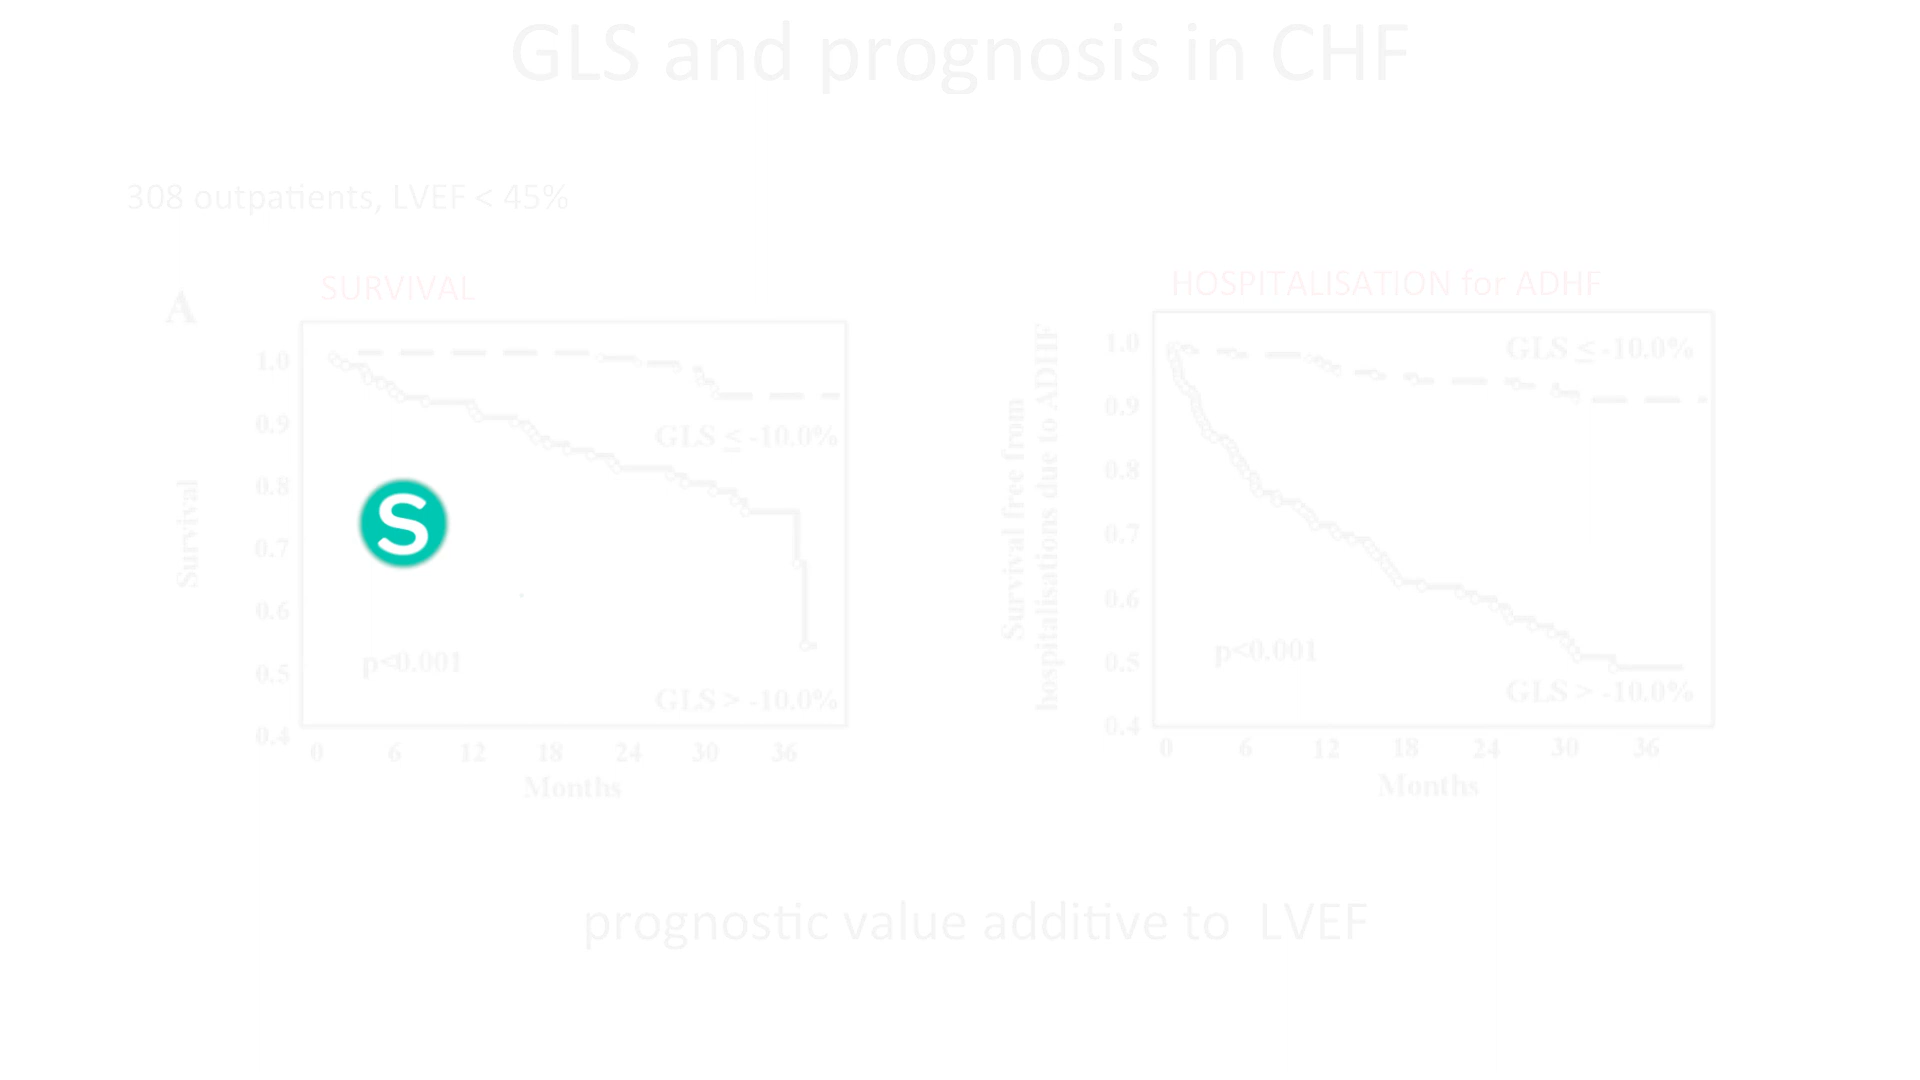 GLS and prognosis in CHF
308 outpatients, LVEF < 45%
SURVIVAL
A
1.0
0.9
0.8
0.7
0.6
0.5
0.4
Survival
GLS ≤ -10.0%
S
p<0.001
GLS > -10.0%
0 6 12 18 24 30 36
Months
HOSPITALISATION for ADHF
Survival free from
hospitalisations due to ADHF
1.0
0.9
0.8
0.7
0.6
0.5
0.4
GLS ≤ -10.0%
p<0.001
GLS > -10.0%
0 6 12 18 24 30 36
Months
prognostic value additive to LVEF